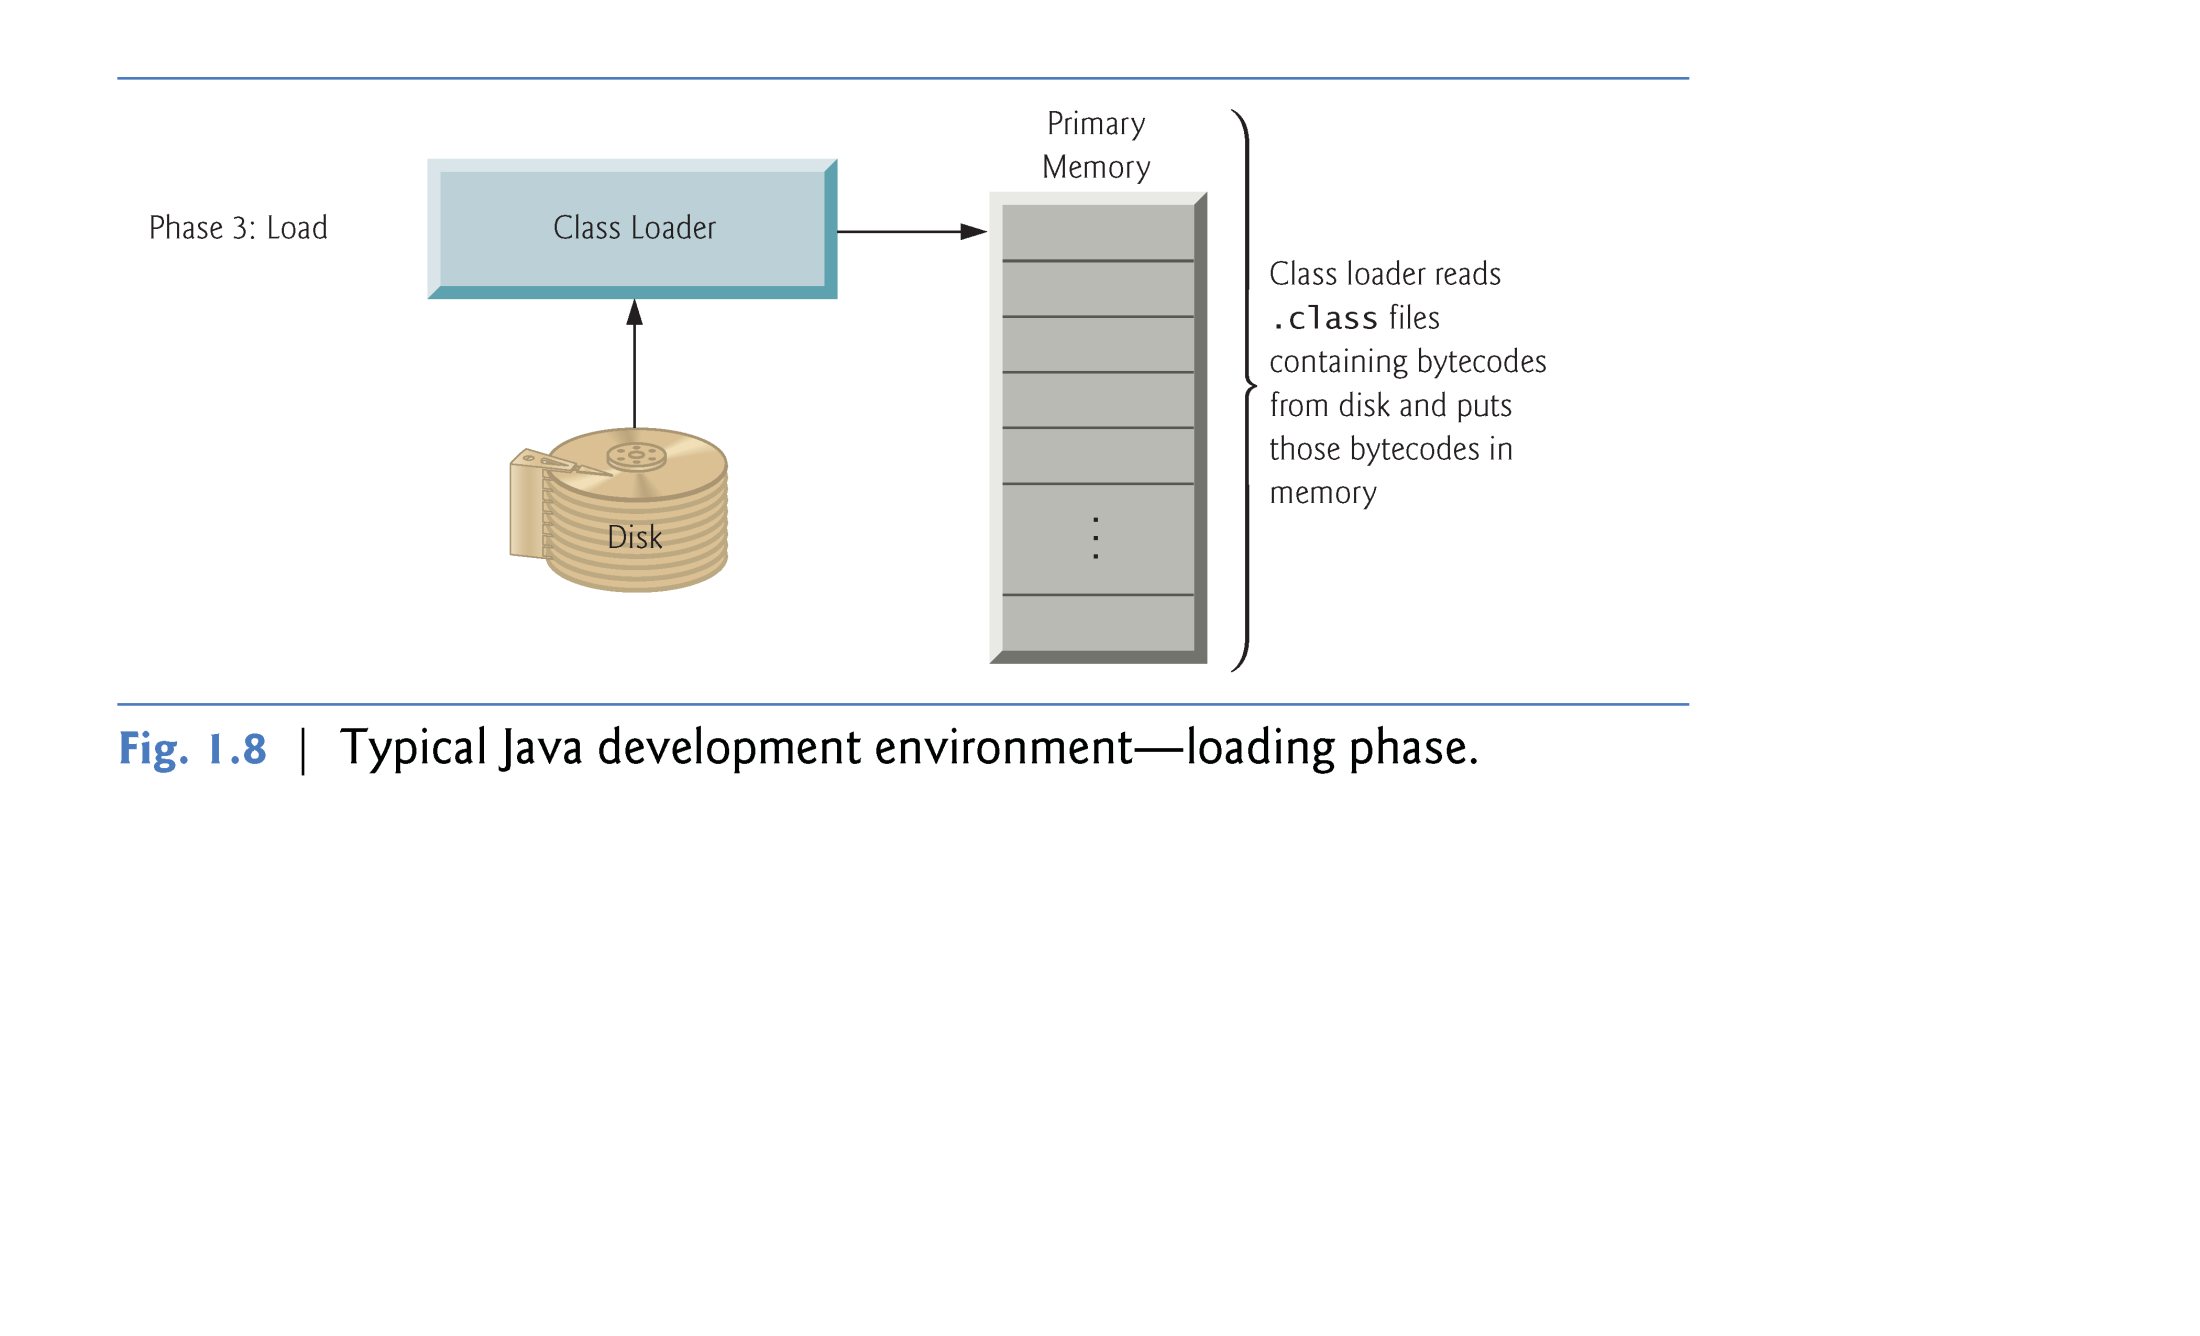 Phase 3: Load
Class Loader
Disk
Primary
Memory
.
.
.
Class loader reads
.class files
containing bytecodes
from disk and puts
those bytecodes in
memory
Fig. 1.8 | Typical Java development environment—loading phase.